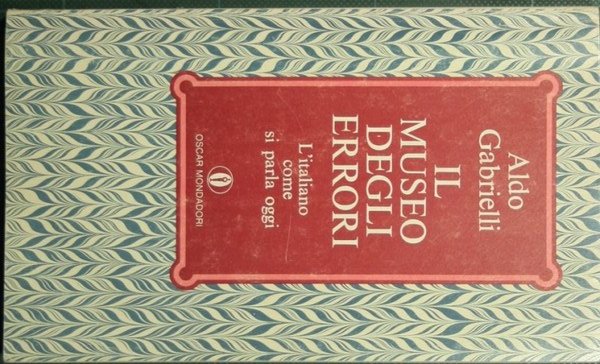 Aldo
Gabrielli
IL
MUSEO
DEGLI
ERRORI
L'italiano
come
si parla oggi
OSCAR MONDADORI